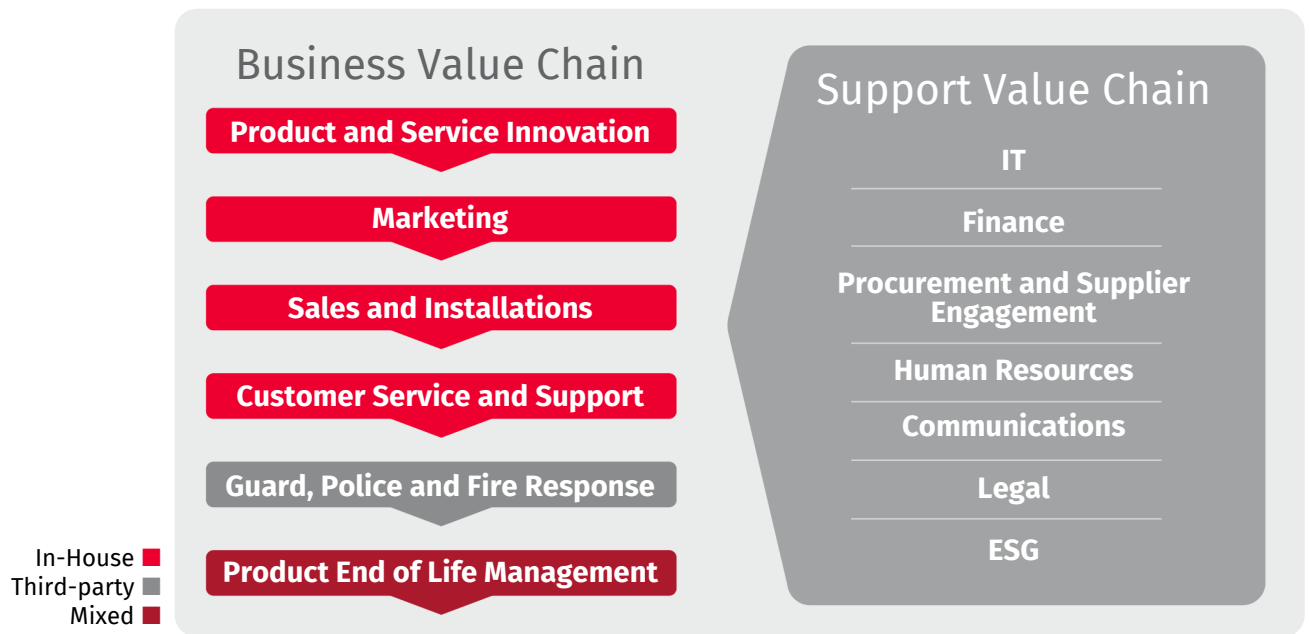 Business Value Chain
Product and Service Innovation
Marketing
Sales and Installations
Customer Service and Support
Guard, Police and Fire Response
Product End of Life Management
Support Value Chain
IT
Finance
Procurement and Supplier
Engagement
Human Resources
Communications
Legal
ESG
In-House
Third-party
Mixed